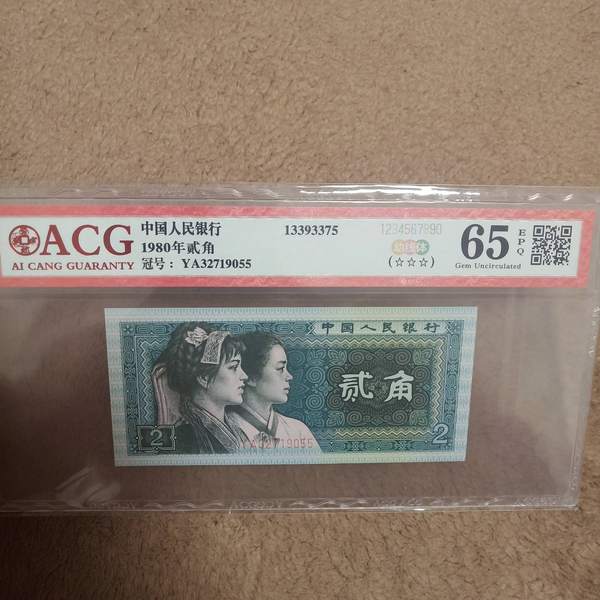 ACG
AI CANG GUARANTY
中国人民银行
1980年贰角
冠号：YA32719055
13393375
1234567890
(☆☆☆)
65
EPQ
Gem Uncirculated
中国人民银行
贰角
YA32719055
2
2